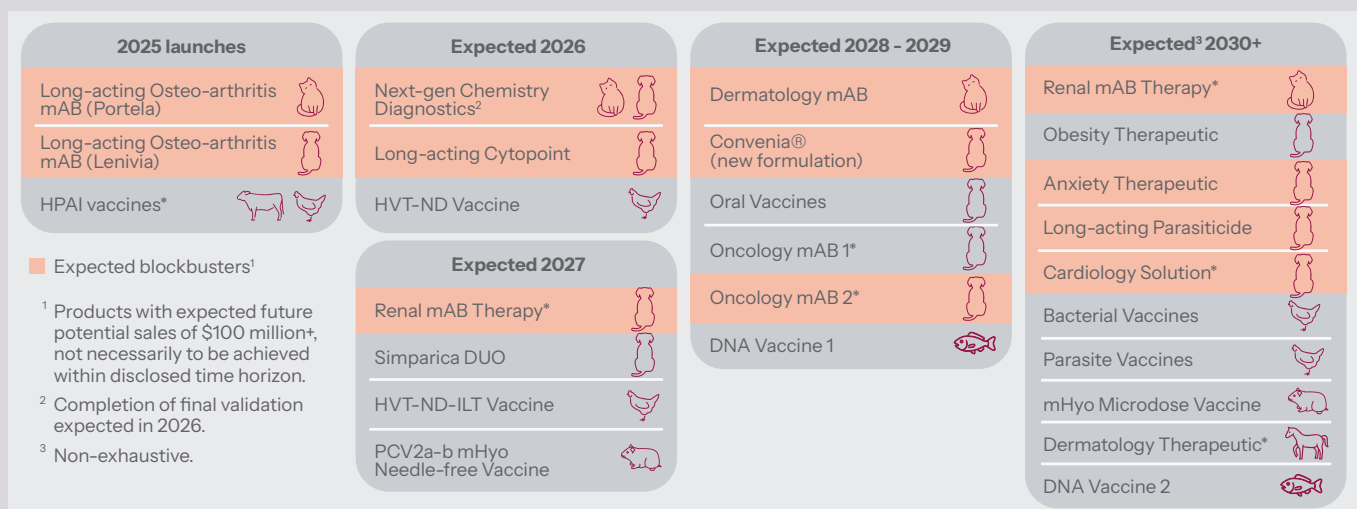 2025 launches
Long-acting Osteo-arthritis
mAB (Portela)
Long-acting Osteo-arthritis
mAB (Lenivia)
HPAI vaccines*
Expected blockbusters¹
¹ Products with expected future
potential sales of $100 million+,
not necessarily to be achieved
within disclosed time horizon.
² Completion of final validation
expected in 2026.
³ Non-exhaustive.
Expected 2026
Next-gen Chemistry
Diagnostics²
Long-acting Cytopoint
HVT-ND Vaccine
Expected 2027
Renal mAB Therapy*
Simparica DUO
HVT-ND-ILT Vaccine
PCV2a-b mHyo
Needle-free Vaccine
Expected 2028 - 2029
Dermatology mAB
Convenia®
(new formulation)
Oral Vaccines
Oncology mAB 1*
Oncology mAB 2*
DNA Vaccine 1
Expected³ 2030+
Renal mAB Therapy*
Obesity Therapeutic
Anxiety Therapeutic
Long-acting Parasiticide
Cardiology Solution*
Bacterial Vaccines
Parasite Vaccines
mHyo Microdose Vaccine
Dermatology Therapeutic*
DNA Vaccine 2